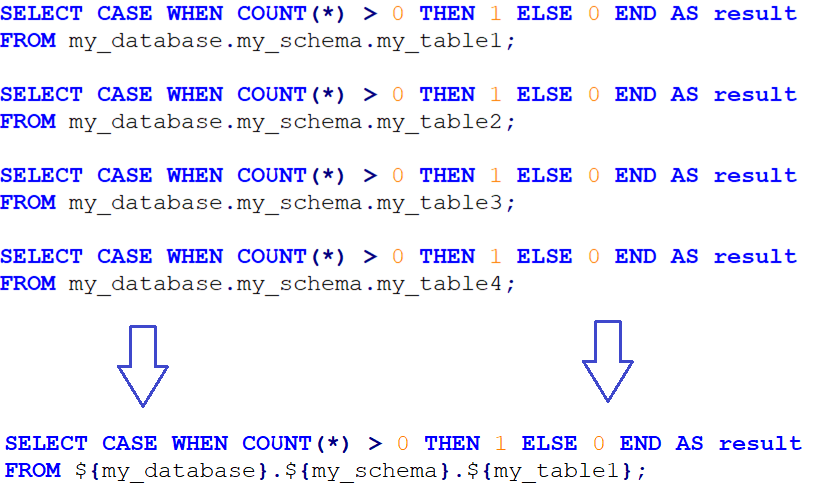 SELECT CASE WHEN COUNT(*) > 0 THEN 1 ELSE 0 END AS result
FROM my_database.my_schema.my_table1;
SELECT CASE WHEN COUNT(*) > 0 THEN 1 ELSE 0 END AS result
FROM my_database.my_schema.my_table2;
SELECT CASE WHEN COUNT(*) > 0 THEN 1 ELSE 0 END AS result
FROM my_database.my_schema.my_table3;
SELECT CASE WHEN COUNT(*) > 0 THEN 1 ELSE 0 END AS result
FROM my_database.my_schema.my_table4;
SELECT CASE WHEN COUNT(*) > 0 THEN 1 ELSE 0 END AS result
FROM ${my_database}.${my_schema}.${my_table1};